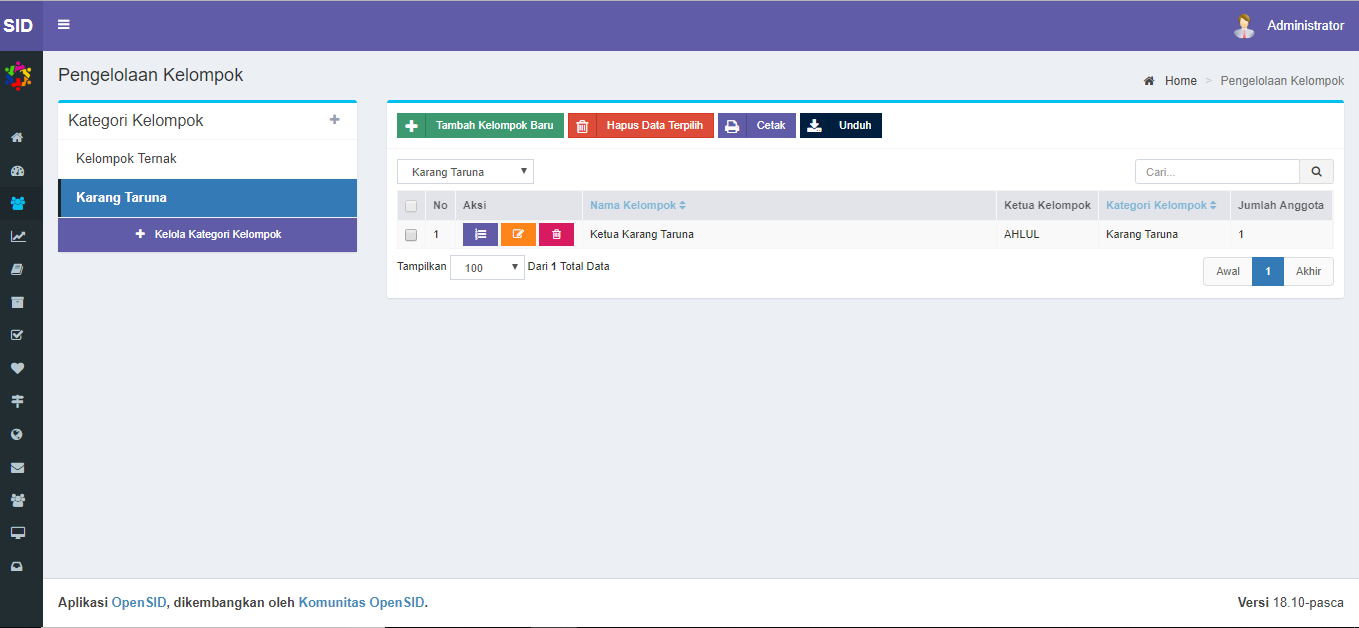 SID
Administrator
Pengelolaan Kelompok
Home > Pengelolaan Kelompok
Kategori Kelompok
Kelompok Ternak
Karang Taruna
Kelola Kategori Kelompok
Tambah Kelompok Baru Hapus Data Terpilih Cetak Unduh
Karang Taruna Cari...
No Aksi Nama Kelompok Ketua Kelompok Kategori Kelompok Jumlah Anggota
1 Ketua Karang Taruna AHLUL Karang Taruna 1
Tampilkan 100 Dari 1 Total Data
Awal 1 Akhir
Aplikasi OpenSID, dikembangkan oleh Komunitas OpenSID.
Versi 18.10-pasca